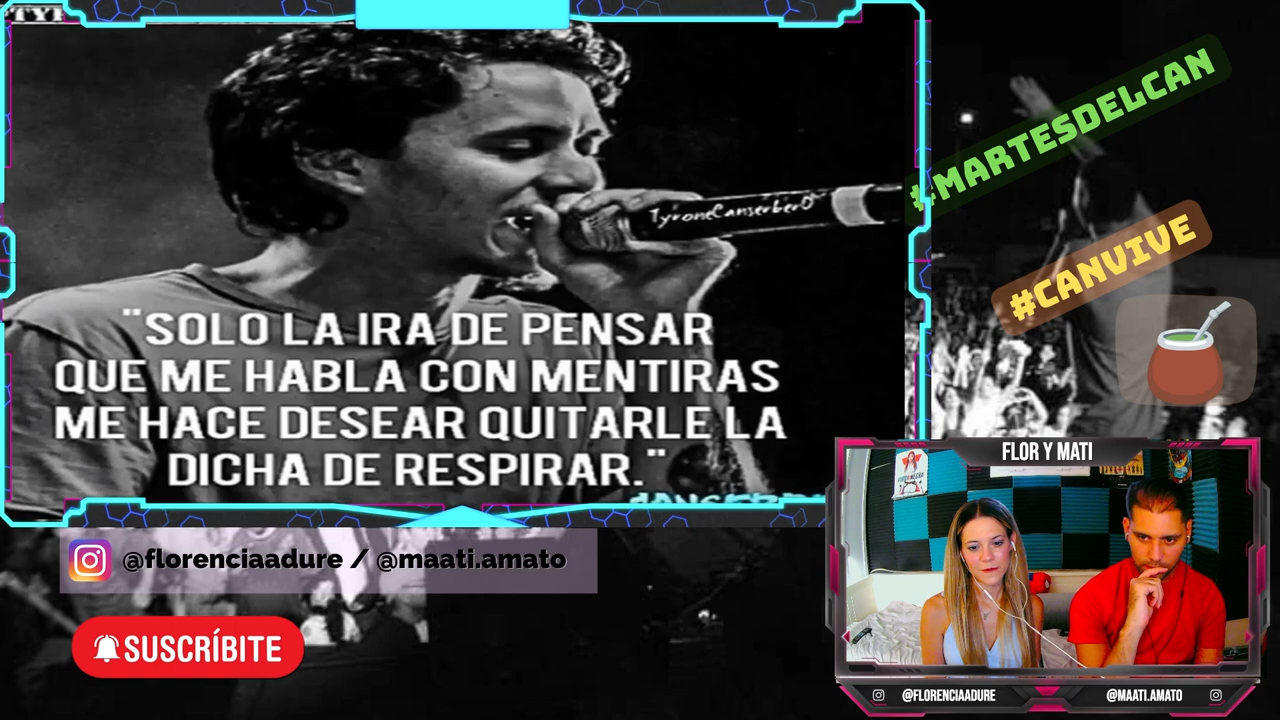 #MARTESDELCAN
TyroneCanserberO
#CANVIVE
¨SOLO LA IRA DE PENSAR
QUE ME HABLA CON MENTIRAS
ME HACE DESEAR QUITARLE LA
DICHA DE RESPIRAR.¨
FLOR Y MATI
@florenciaadure / @maati.amato
SUSCRÍBITE
@FLORENCIAADURE
@MAATI.AMATO